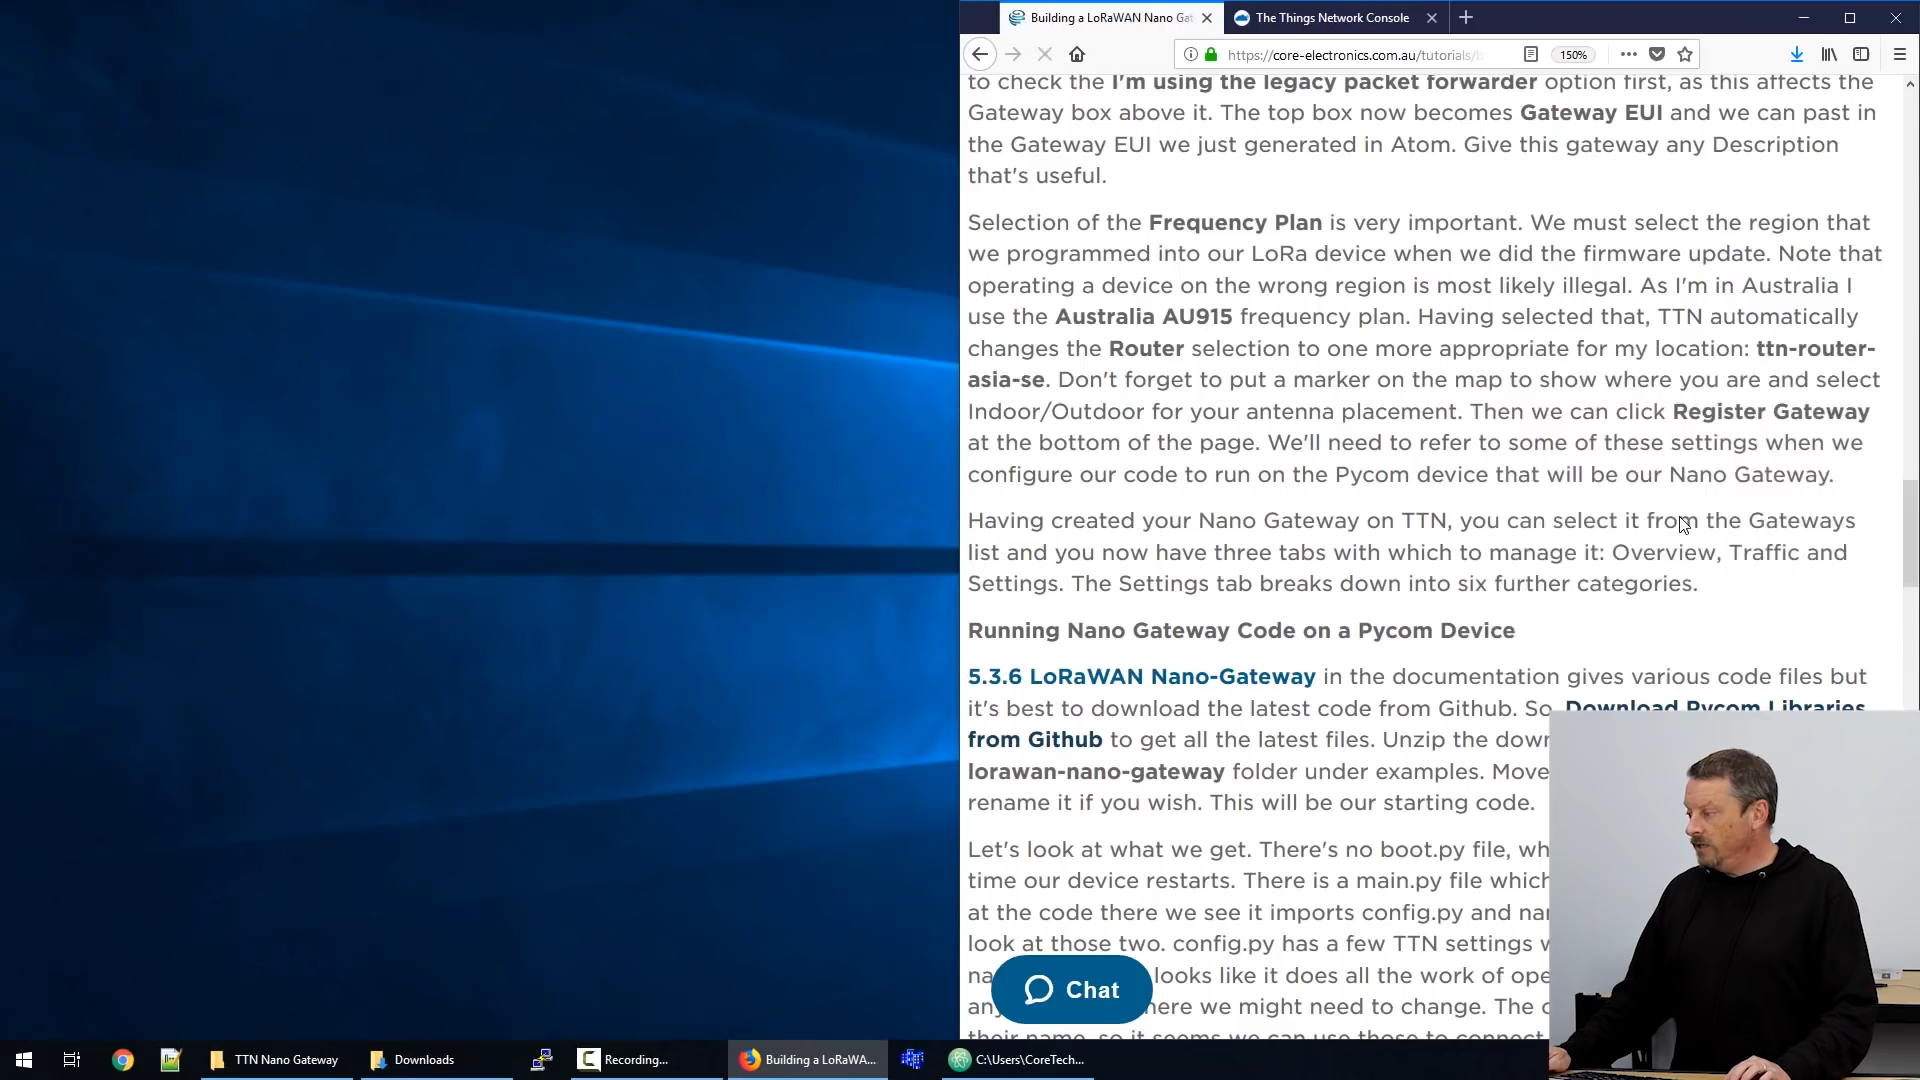 Building a LoRaWAN Nano Gat
The Things Network Console
https://core-electronics.com.au/tutorials/b
150%
to check the I'm using the legacy packet forwarder option first, as this affects the
Gateway box above it. The top box now becomes Gateway EUI and we can past in
the Gateway EUI we just generated in Atom. Give this gateway any Description
that's useful.
Selection of the Frequency Plan is very important. We must select the region that
we programmed into our LoRa device when we did the firmware update. Note that
operating a device on the wrong region is most likely illegal. As I'm in Australia I
use the Australia AU915 frequency plan. Having selected that, TTN automatically
changes the Router selection to one more appropriate for my location: ttn-router-
asia-se. Don't forget to put a marker on the map to show where you are and select
Indoor/Outdoor for your antenna placement. Then we can click Register Gateway
at the bottom of the page. We'll need to refer to some of these settings when we
configure our code to run on the Pycom device that will be our Nano Gateway.
Having created your Nano Gateway on TTN, you can select it from the Gateways
list and you now have three tabs with which to manage it: Overview, Traffic and
Settings. The Settings tab breaks down into six further categories.
Running Nano Gateway Code on a Pycom Device
5.3.6 LoRaWAN Nano-Gateway in the documentation gives various code files but
it's best to download the latest code from Github. So Download Pycom Libraries
from Github to get all the latest files. Unzip the dow
lorawan-nano-gateway folder under examples. Move
rename it if you wish. This will be our starting code.
Let's look at what we get. There's no boot.py file, wh
time our device restarts. There is a main.py file which
at the code there we see it imports config.py and na
look at those two. config.py has a few TTN settings w
na looks like it does all the work of ope
any here we might need to change. The
their name, so it seems we can use those to connect
Chat
TTN Nano Gateway
Downloads
Recording...
Building a LoRaWA...
C:\Users\CoreTech...